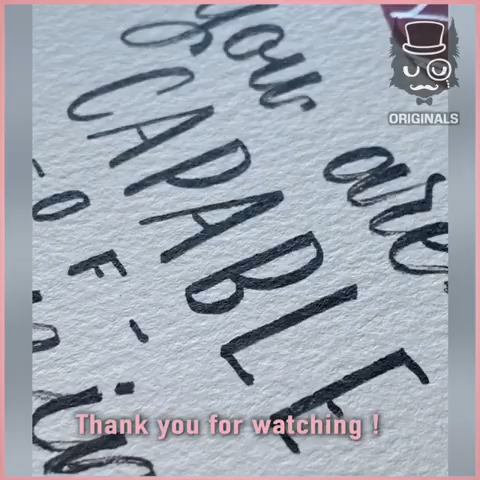 you are
CAPABLE
- OF -
ORIGINALS
Thank you for watching !